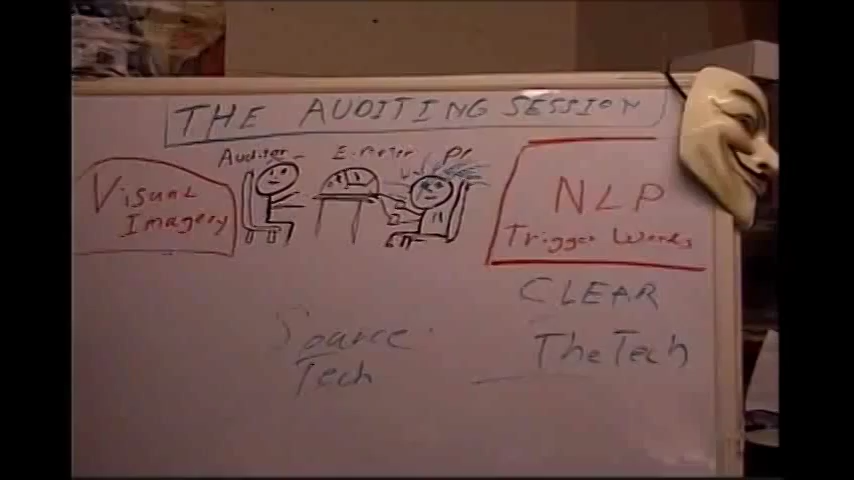 THE AUDITING SESSION
Auditor E-Meter PC
Visual
Imagery
NLP
Trigger Words
CLEAR
Source
The Tech
Tech